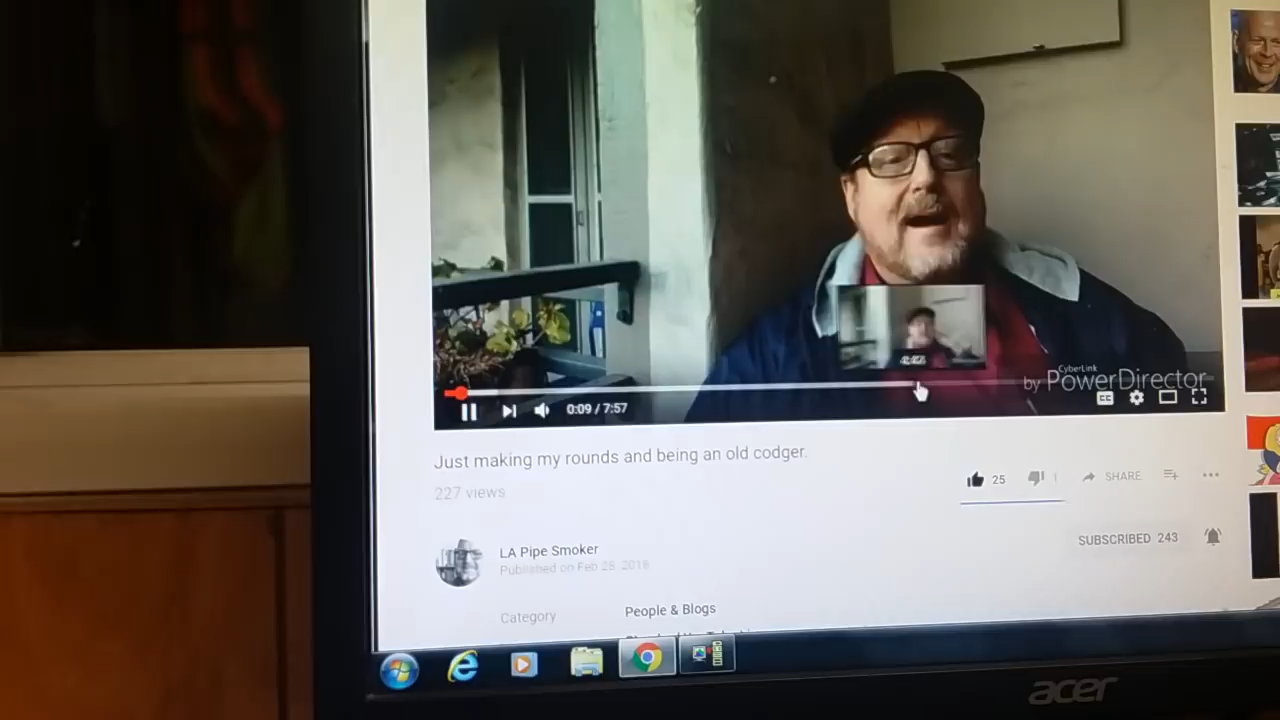 CyberLink
by PowerDirector
CC
0:09 / 7:57
Just making my rounds and being an old codger.
227 views
25
SHARE
LA Pipe Smoker
SUBSCRIBED 243
Published on Feb 28, 2018
Category
People & Blogs
acer